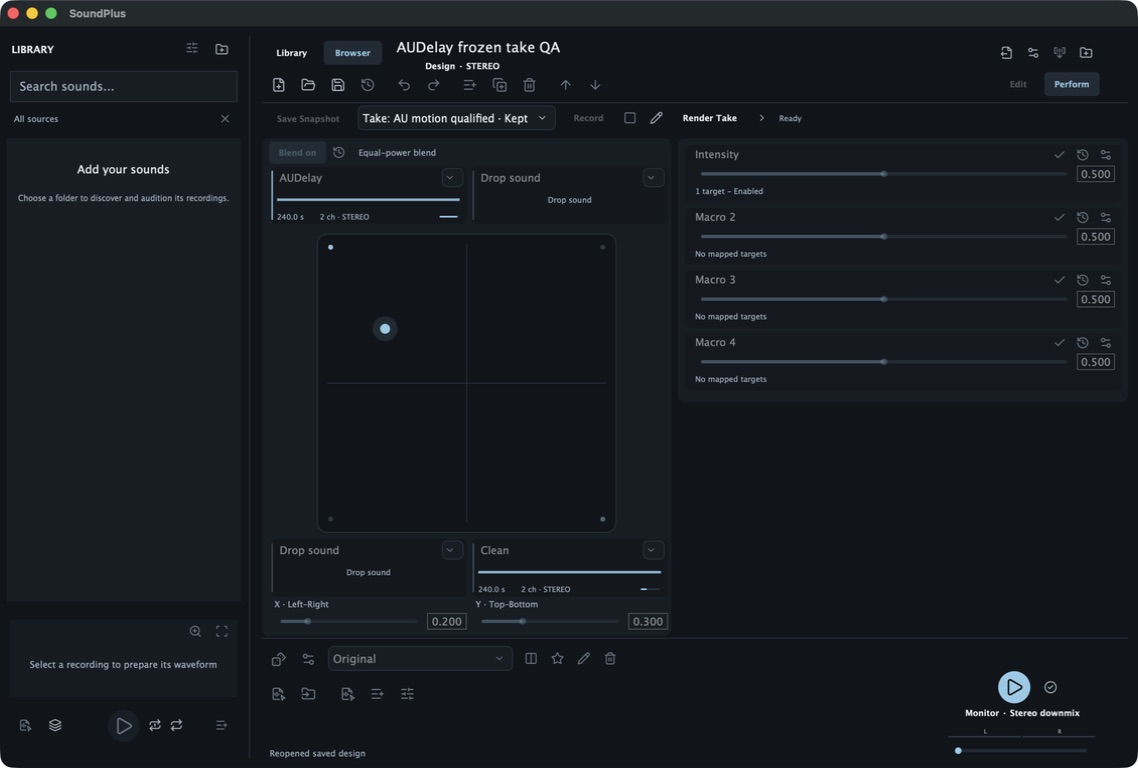 SoundPlus
LIBRARY
Search sounds...
All sources
Add your sounds
Choose a folder to discover and audition its recordings.
Select a recording to prepare its waveform
Library
Browser
AUDelay frozen take QA
Design · STEREO
Edit
Perform
Save Snapshot
Take: AU motion qualified · Kept
Record
Render Take
Ready
Blend on
Equal-power blend
AUDelay
240.0 s 2 ch · STEREO
Drop sound
Drop sound
Drop sound
Drop sound
Clean
240.0 s 2 ch · STEREO
X · Left-Right
0.200
Y · Top-Bottom
0.300
Intensity
0.500
1 target – Enabled
Macro 2
0.500
No mapped targets
Macro 3
0.500
No mapped targets
Macro 4
0.500
No mapped targets
Original
Reopened saved design
Monitor · Stereo downmix
L R